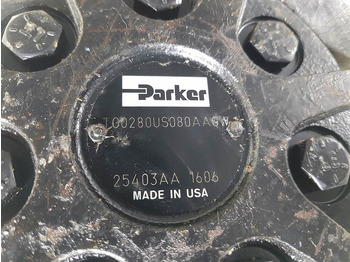 Parker
TG0280US080AAGW
25403AA 1606
MADE IN USA